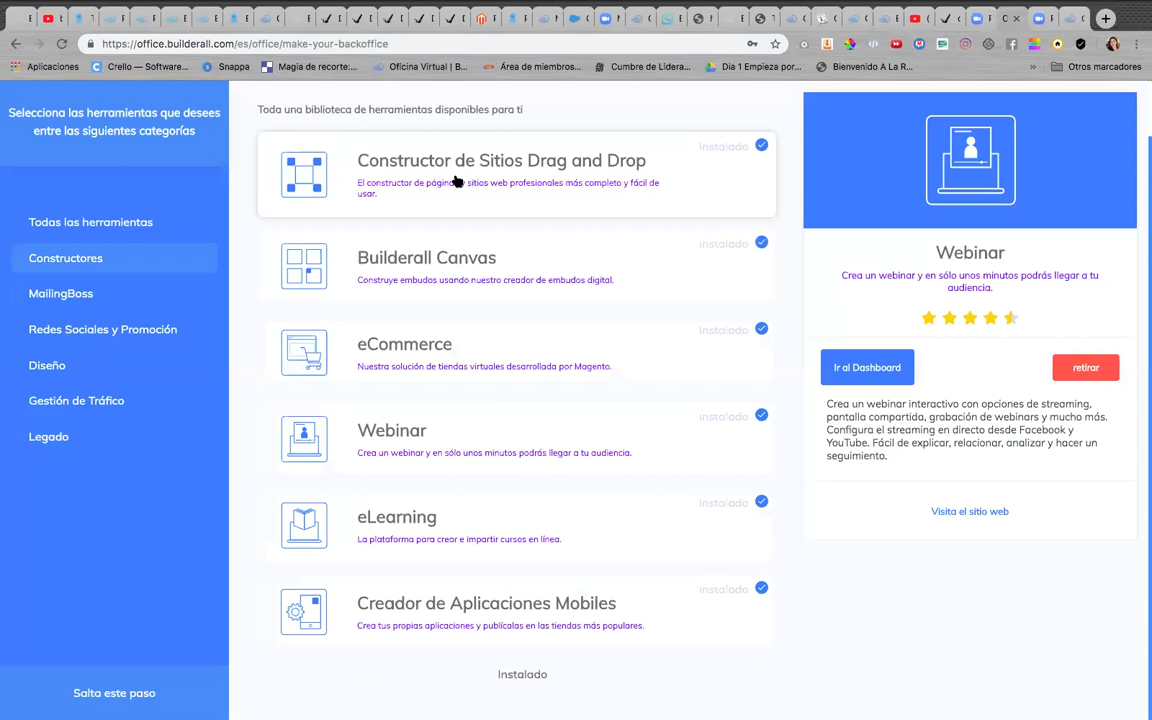 https://office.builderall.com/es/office/make-your-backoffice
Aplicaciones
Crello — Software...
Snappa
Magia de recorte:...
Oficina Virtual | B...
Área de miembros...
Cumbre de Lidera...
Dia 1 Empieza por...
Bienvenido A La R...
»
Otros marcadores
Selecciona las herramientas que desees
entre las siguientes categorías
Todas las herramientas
Constructores
MailingBoss
Redes Sociales y Promoción
Diseño
Gestión de Tráfico
Legado
Salta este paso
Toda una biblioteca de herramientas disponibles para ti
Instalado
Constructor de Sitios Drag and Drop
El constructor de páginas y sitios web profesionales más completo y fácil de
usar.
Instalado
Builderall Canvas
Construye embudos usando nuestro creador de embudos digital.
Instalado
eCommerce
Nuestra solución de tiendas virtuales desarrollada por Magento.
Instalado
Webinar
Crea un webinar y en sólo unos minutos podrás llegar a tu audiencia.
Instalado
eLearning
La plataforma para crear e impartir cursos en línea.
Instalado
Creador de Aplicaciones Mobiles
Crea tus propias aplicaciones y publícalas en las tiendas más populares.
Instalado
Webinar
Crea un webinar y en sólo unos minutos podrás llegar a tu
audiencia.
Ir al Dashboard
retirar
Crea un webinar interactivo con opciones de streaming,
pantalla compartida, grabación de webinars y mucho más.
Configura el streaming en directo desde Facebook y
YouTube. Fácil de explicar, relacionar, analizar y hacer un
seguimiento.
Visita el sitio web